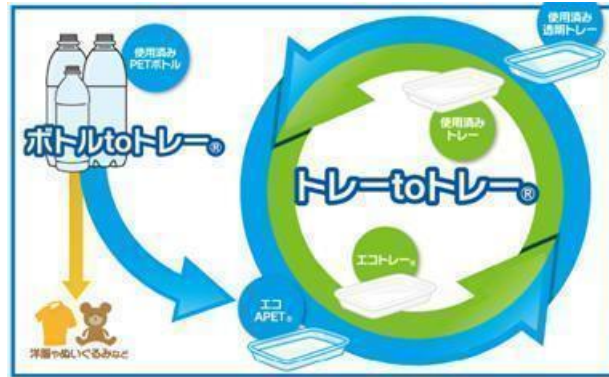 使用済み
PETボトル
ボトルtoトレー®
洋服やぬいぐるみなど
使用済み
透明トレー
使用済み
トレー
トレーtoトレー®
エコトレー®
エコ
APET®